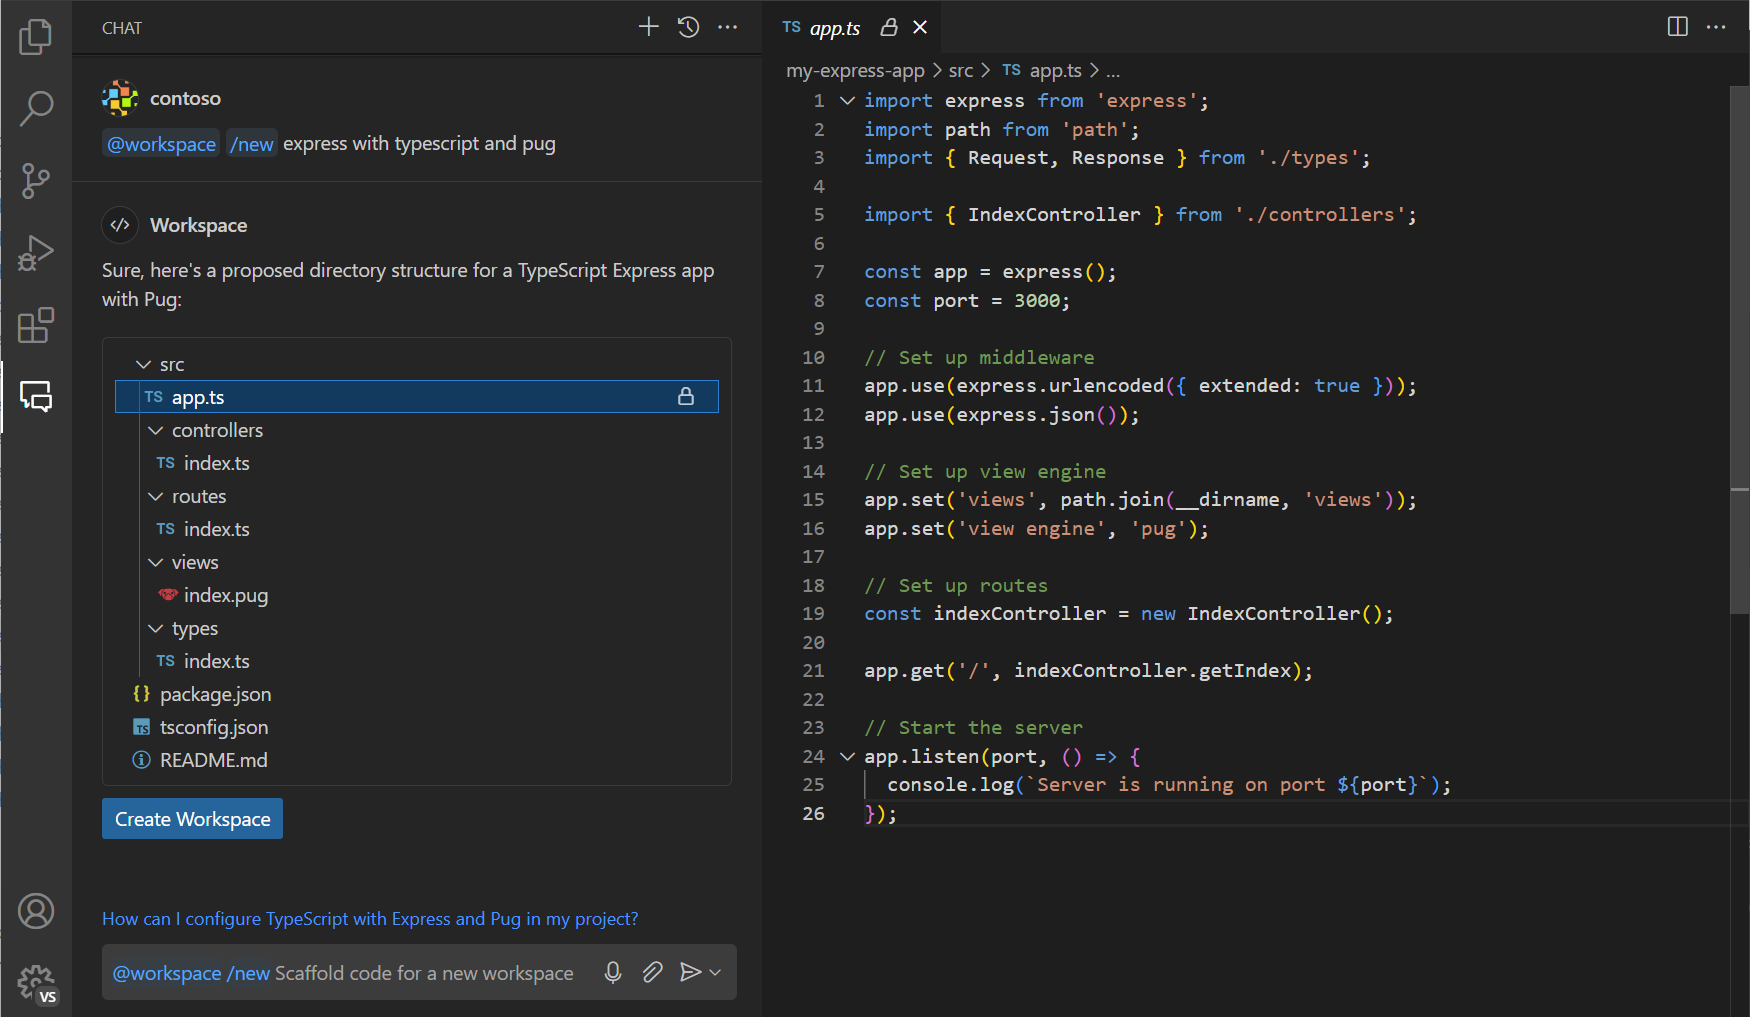 CHAT
contoso
@workspace /new express with typescript and pug
Workspace
Sure, here's a proposed directory structure for a TypeScript Express app
with Pug:
src
TS app.ts
controllers
TS index.ts
routes
TS index.ts
views
index.pug
types
TS index.ts
{} package.json
TS tsconfig.json
README.md
Create Workspace
How can I configure TypeScript with Express and Pug in my project?
@workspace /new Scaffold code for a new workspace
VS
TS app.ts
my-express-app > src > TS app.ts > ...
1 import express from 'express';
2 import path from 'path';
3 import { Request, Response } from './types';
4
5 import { IndexController } from './controllers';
6
7 const app = express();
8 const port = 3000;
9
10 // Set up middleware
11 app.use(express.urlencoded({ extended: true }));
12 app.use(express.json());
13
14 // Set up view engine
15 app.set('views', path.join(__dirname, 'views'));
16 app.set('view engine', 'pug');
17
18 // Set up routes
19 const indexController = new IndexController();
20
21 app.get('/', indexController.getIndex);
22
23 // Start the server
24 app.listen(port, () => {
25   console.log(`Server is running on port ${port}`);
26 });